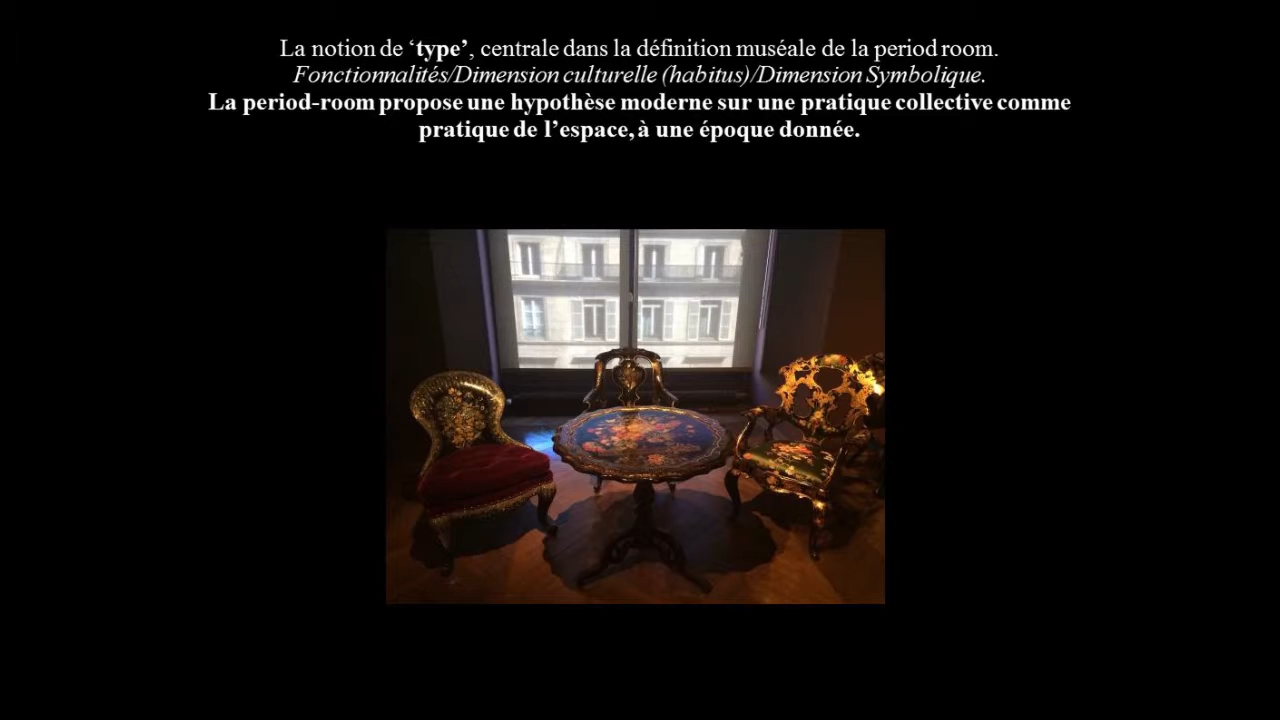 La notion de ‘type’, centrale dans la définition muséale de la period room.
Fonctionnalités/Dimension culturelle (habitus)/Dimension Symbolique.
La period-room propose une hypothèse moderne sur une pratique collective comme
pratique de l’espace, à une époque donnée.